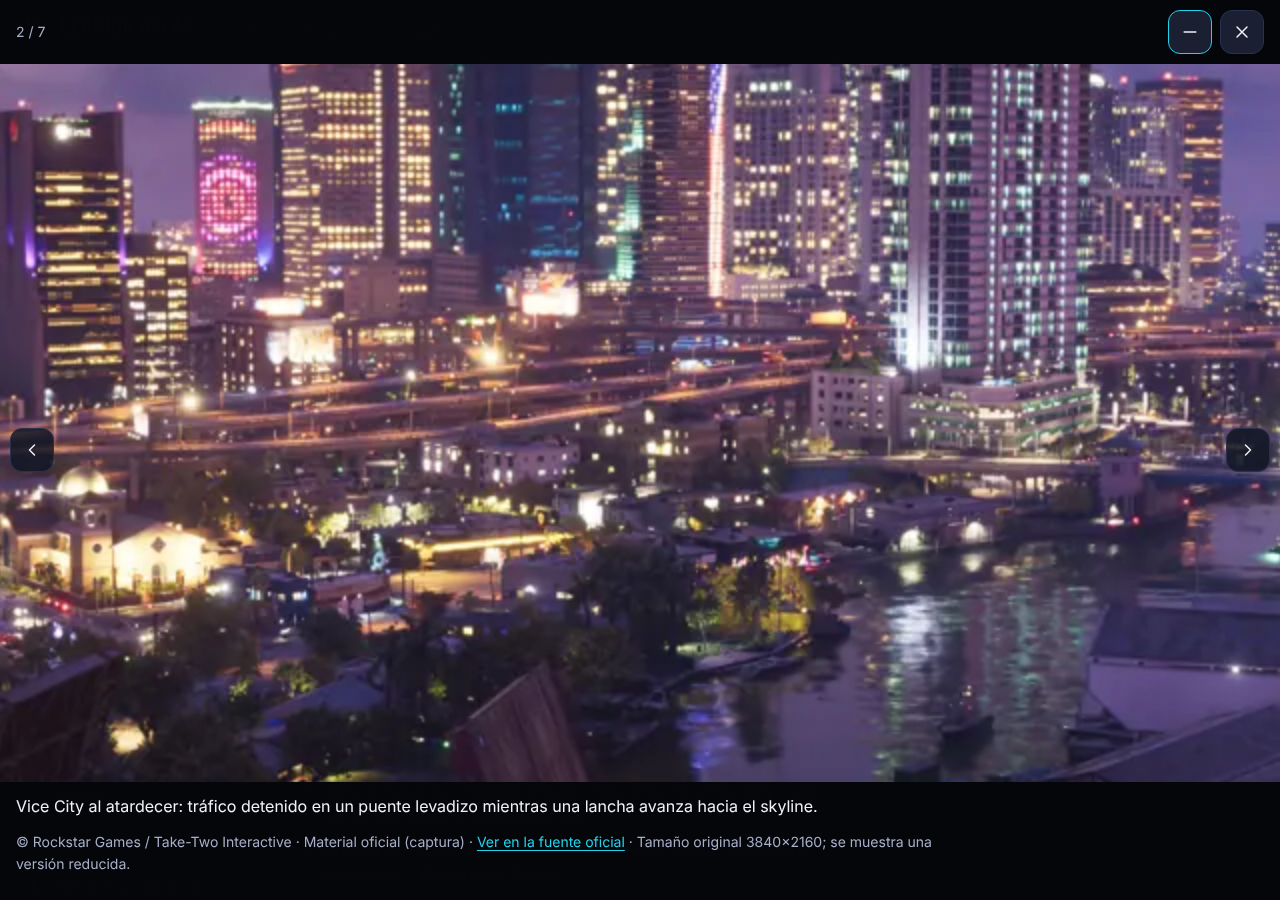 2 / 7
Vice City al atardecer: tráfico detenido en un puente levadizo mientras una lancha avanza hacia el skyline.
© Rockstar Games / Take-Two Interactive · Material oficial (captura) · Ver en la fuente oficial · Tamaño original 3840×2160; se muestra una
versión reducida.